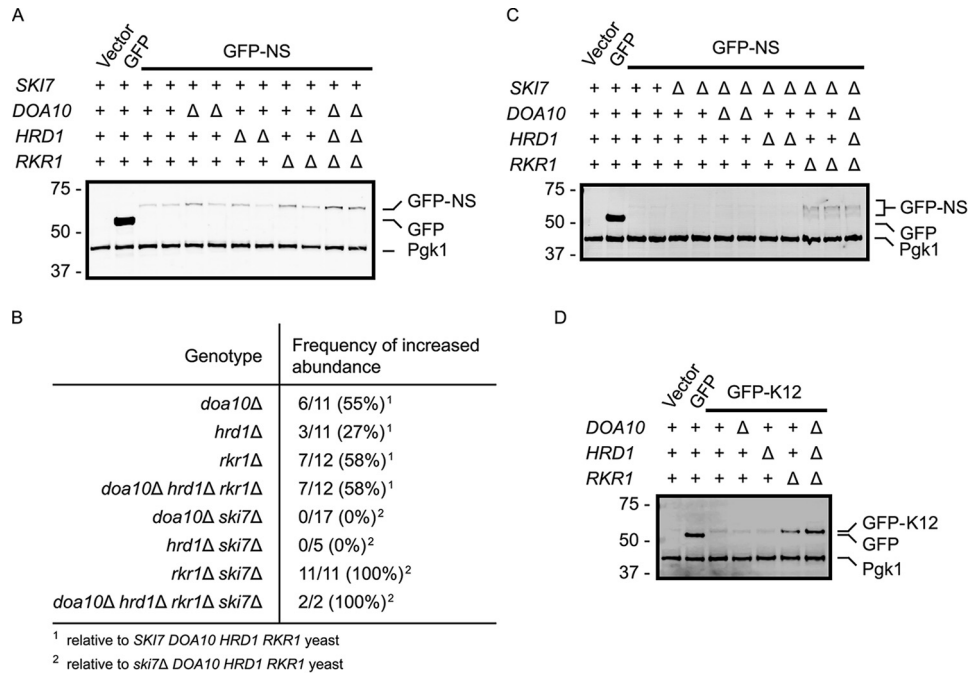 A
Vector
GFP
GFP-NS
SKI7 + + + + + + + + + + + +
DOA10 + + + + Δ Δ + + + + Δ Δ
HRD1 + + + + + + Δ Δ + + Δ Δ
RKR1 + + + + + + + + Δ Δ Δ Δ
75 -
50 -
37 -
GFP-NS
GFP
Pgk1
B
Genotype Frequency of increased abundance
doa10Δ 6/11 (55%)¹
hrd1Δ 3/11 (27%)¹
rkr1Δ 7/12 (58%)¹
doa10Δ hrd1Δ rkr1Δ 7/12 (58%)¹
doa10Δ ski7Δ 0/17 (0%)²
hrd1Δ ski7Δ 0/5 (0%)²
rkr1Δ ski7Δ 11/11 (100%)²
doa10Δ hrd1Δ rkr1Δ ski7Δ 2/2 (100%)²
¹ relative to SKI7 DOA10 HRD1 RKR1 yeast
² relative to ski7Δ DOA10 HRD1 RKR1 yeast
C
Vector
GFP
GFP-NS
SKI7 + + + + Δ Δ Δ Δ Δ Δ Δ Δ Δ
DOA10 + + + + + + Δ Δ + + + + Δ
HRD1 + + + + + + + + Δ Δ + + Δ
RKR1 + + + + + + + + + + Δ Δ Δ
75 -
50 -
37 -
GFP-NS
GFP
Pgk1
D
Vector
GFP
GFP-K12
DOA10 + + + Δ + + Δ
HRD1 + + + + Δ + Δ
RKR1 + + + + + Δ Δ
75 -
50 -
37 -
GFP-K12
GFP
Pgk1